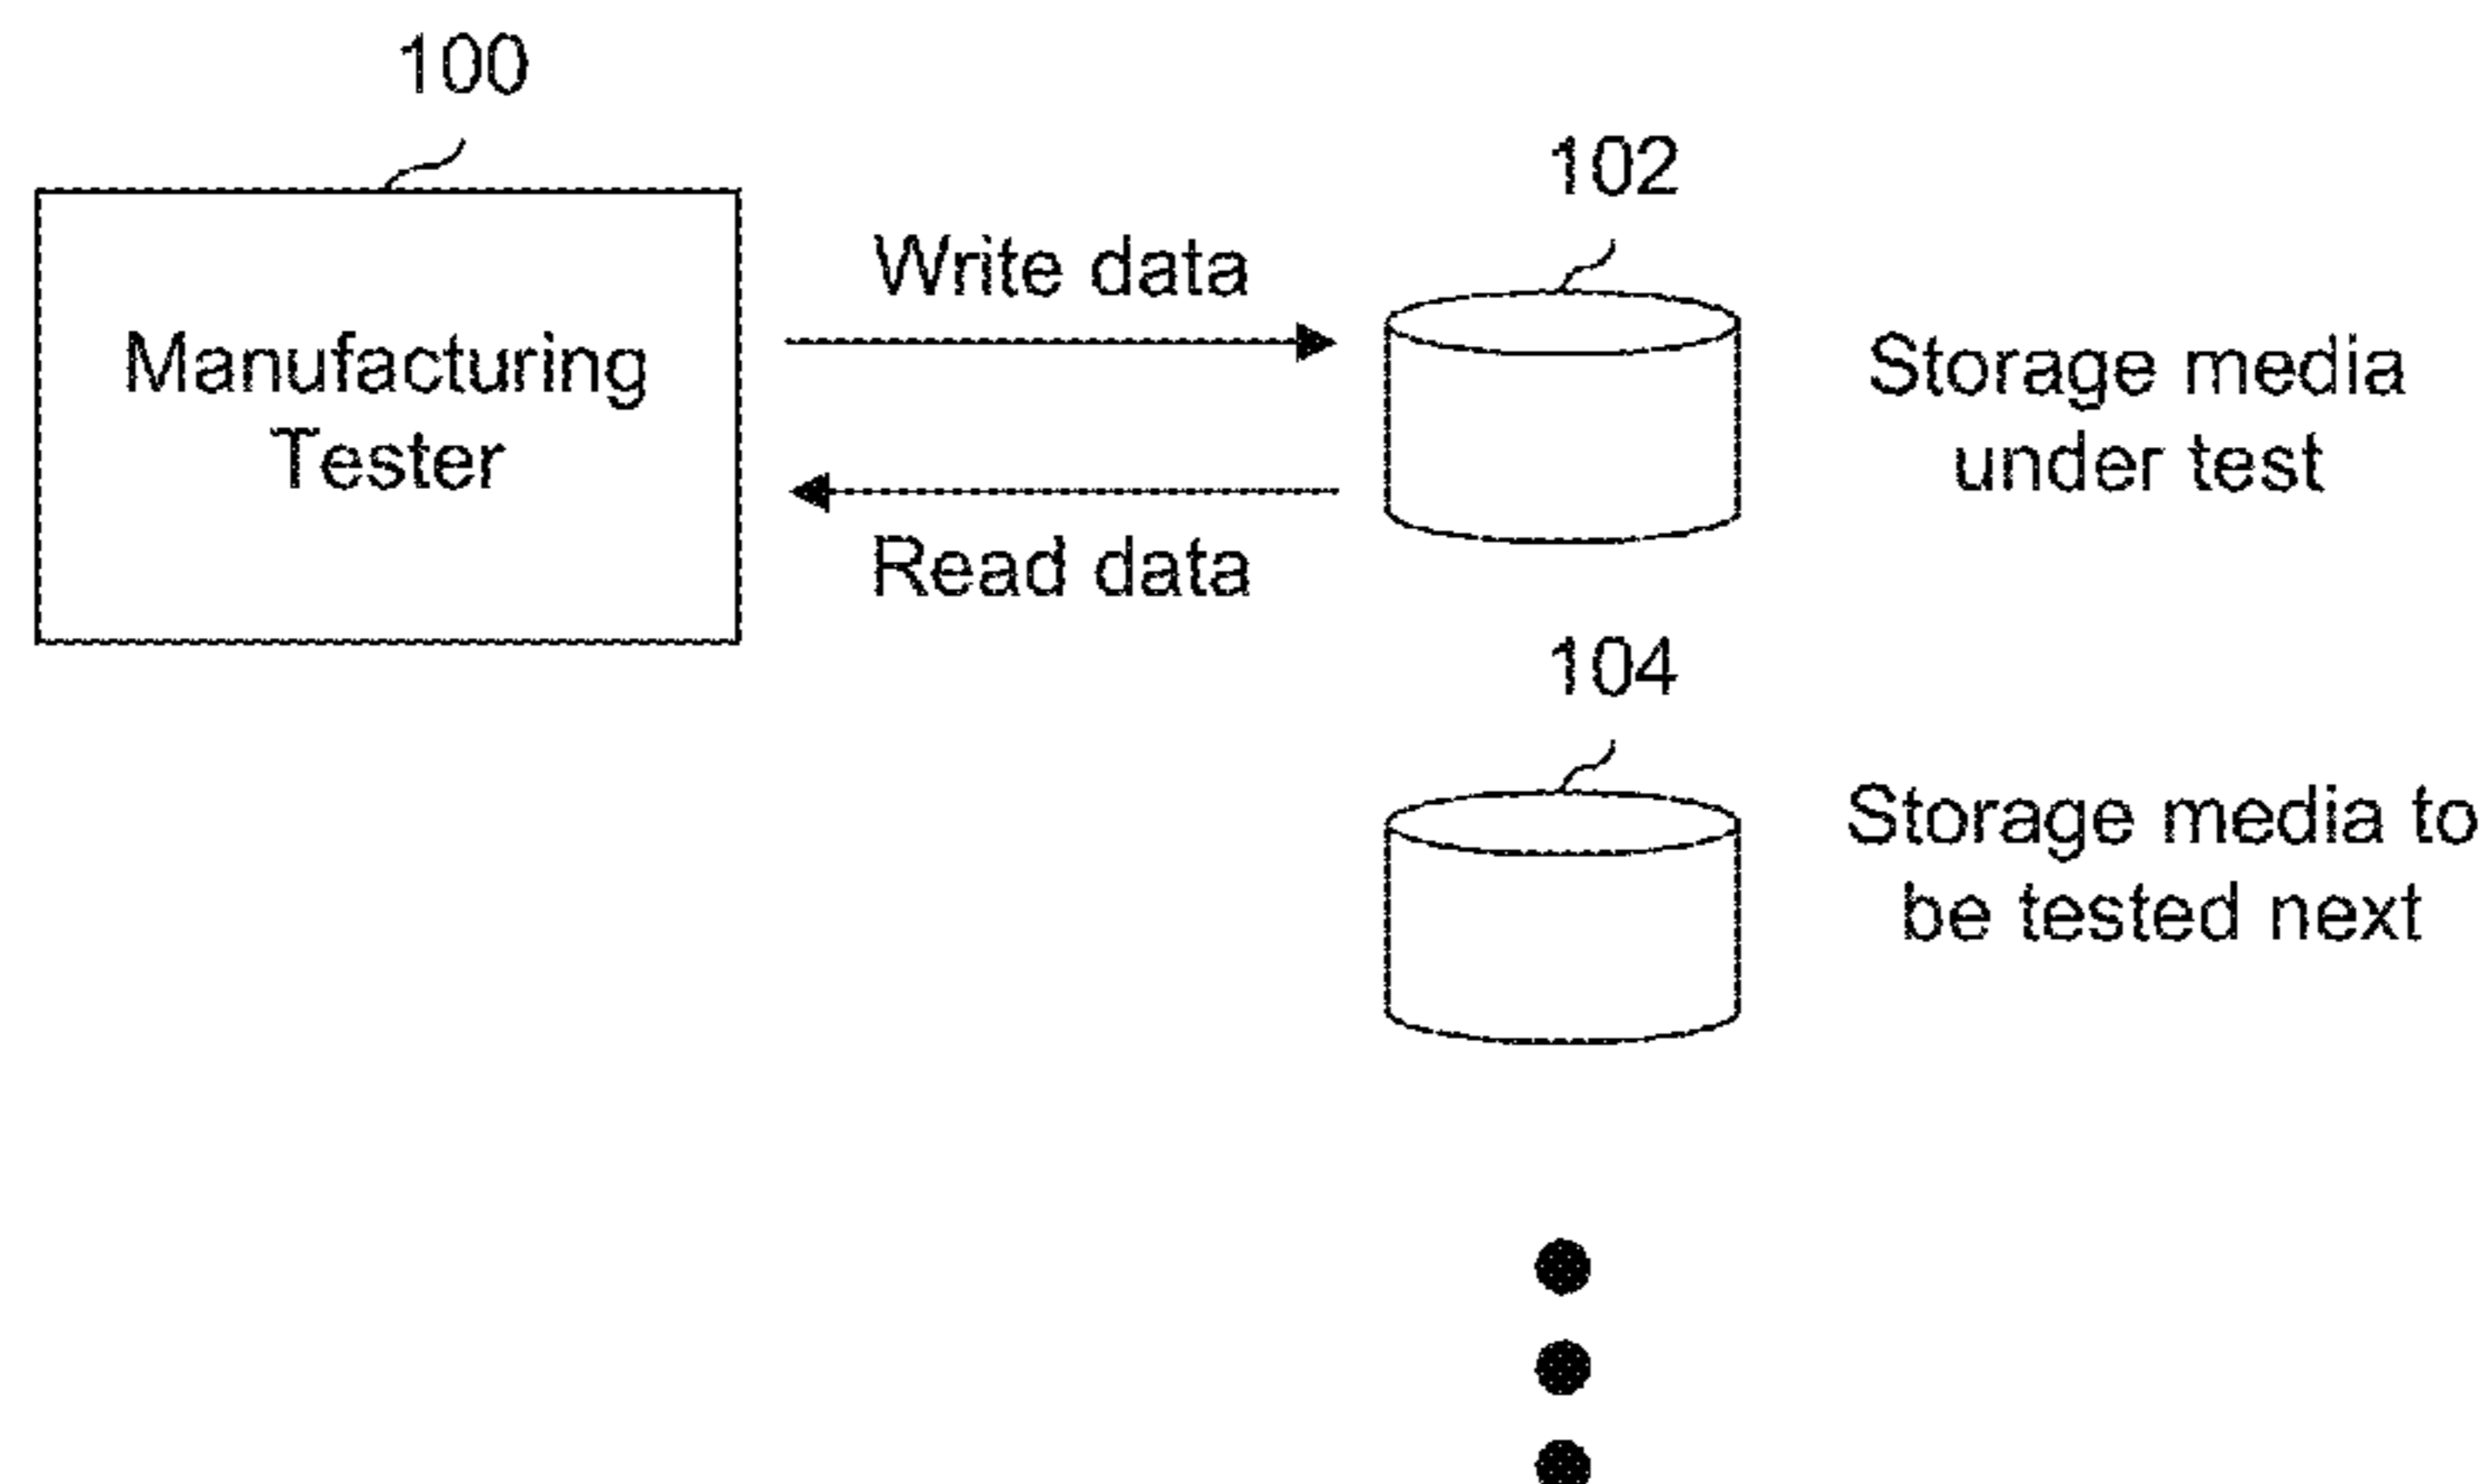 100
102
Write data
Manufacturing
Tester
Storage media
under test
Read data
104
Storage media to
be tested next